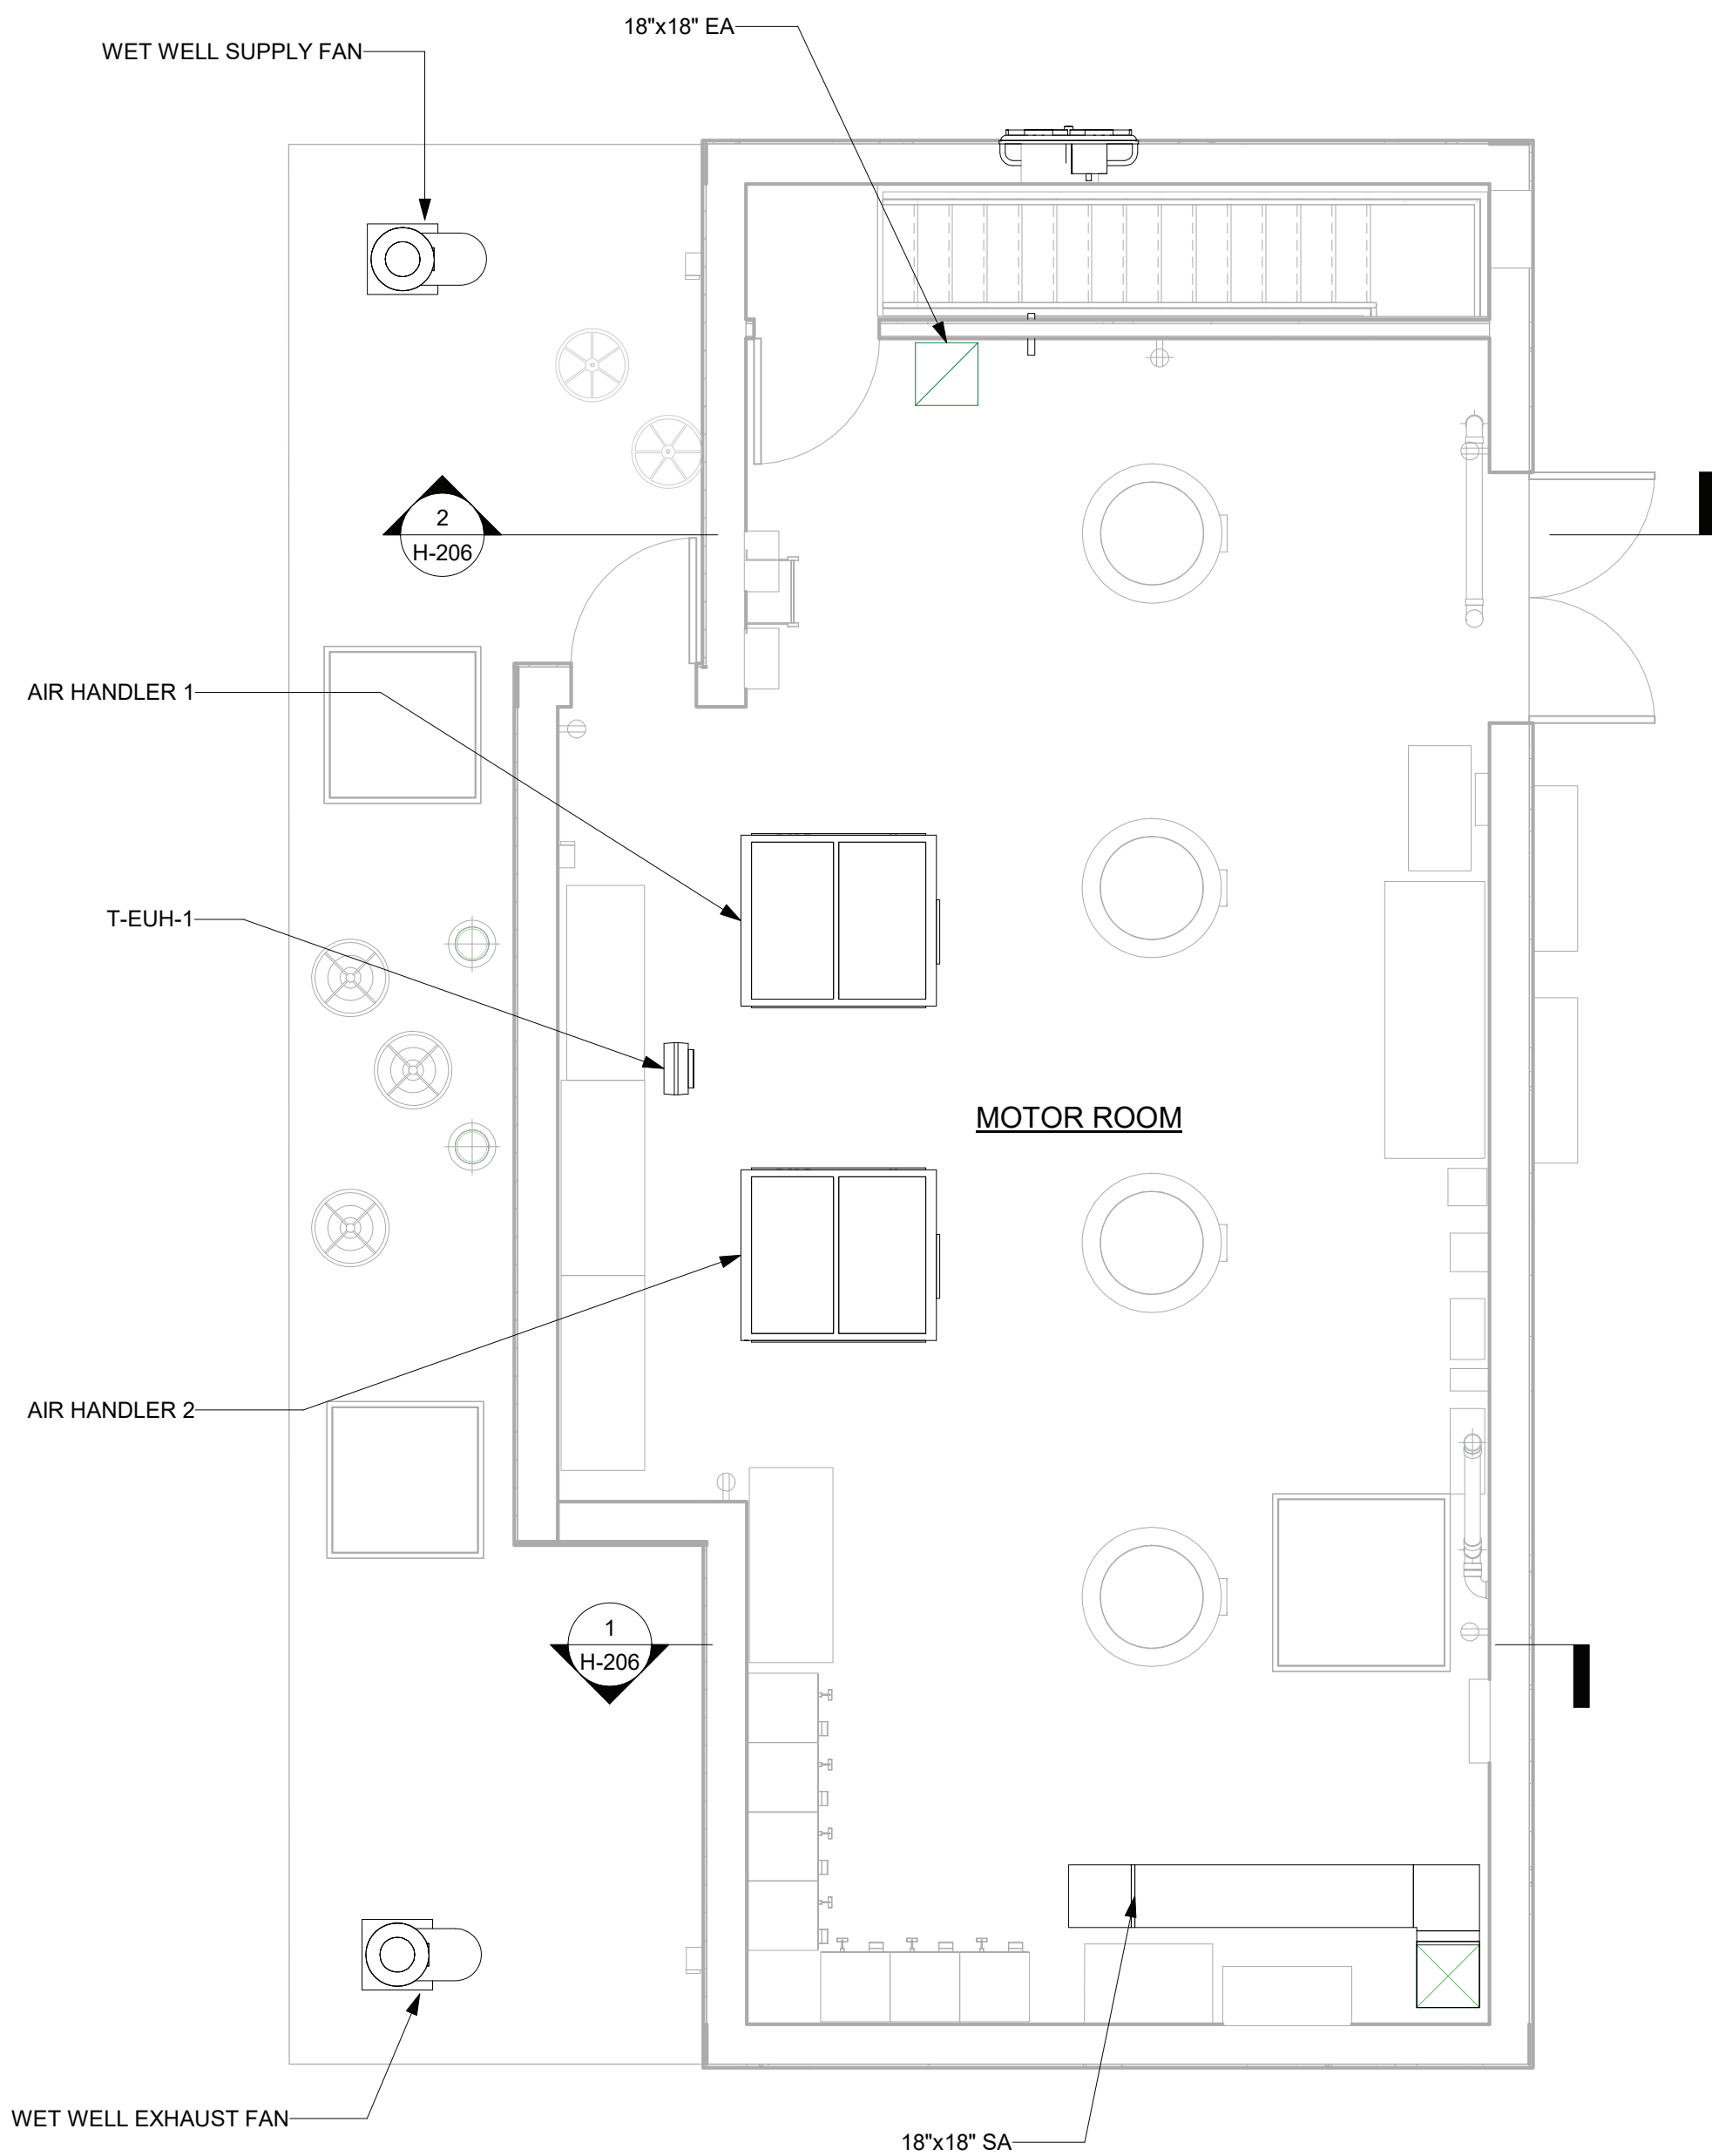 18"x18" EA
WET WELL SUPPLY FAN
2
H-206
AIR HANDLER 1
T-EUH-1
MOTOR ROOM
AIR HANDLER 2
1
H-206
WET WELL EXHAUST FAN
18"x18" SA